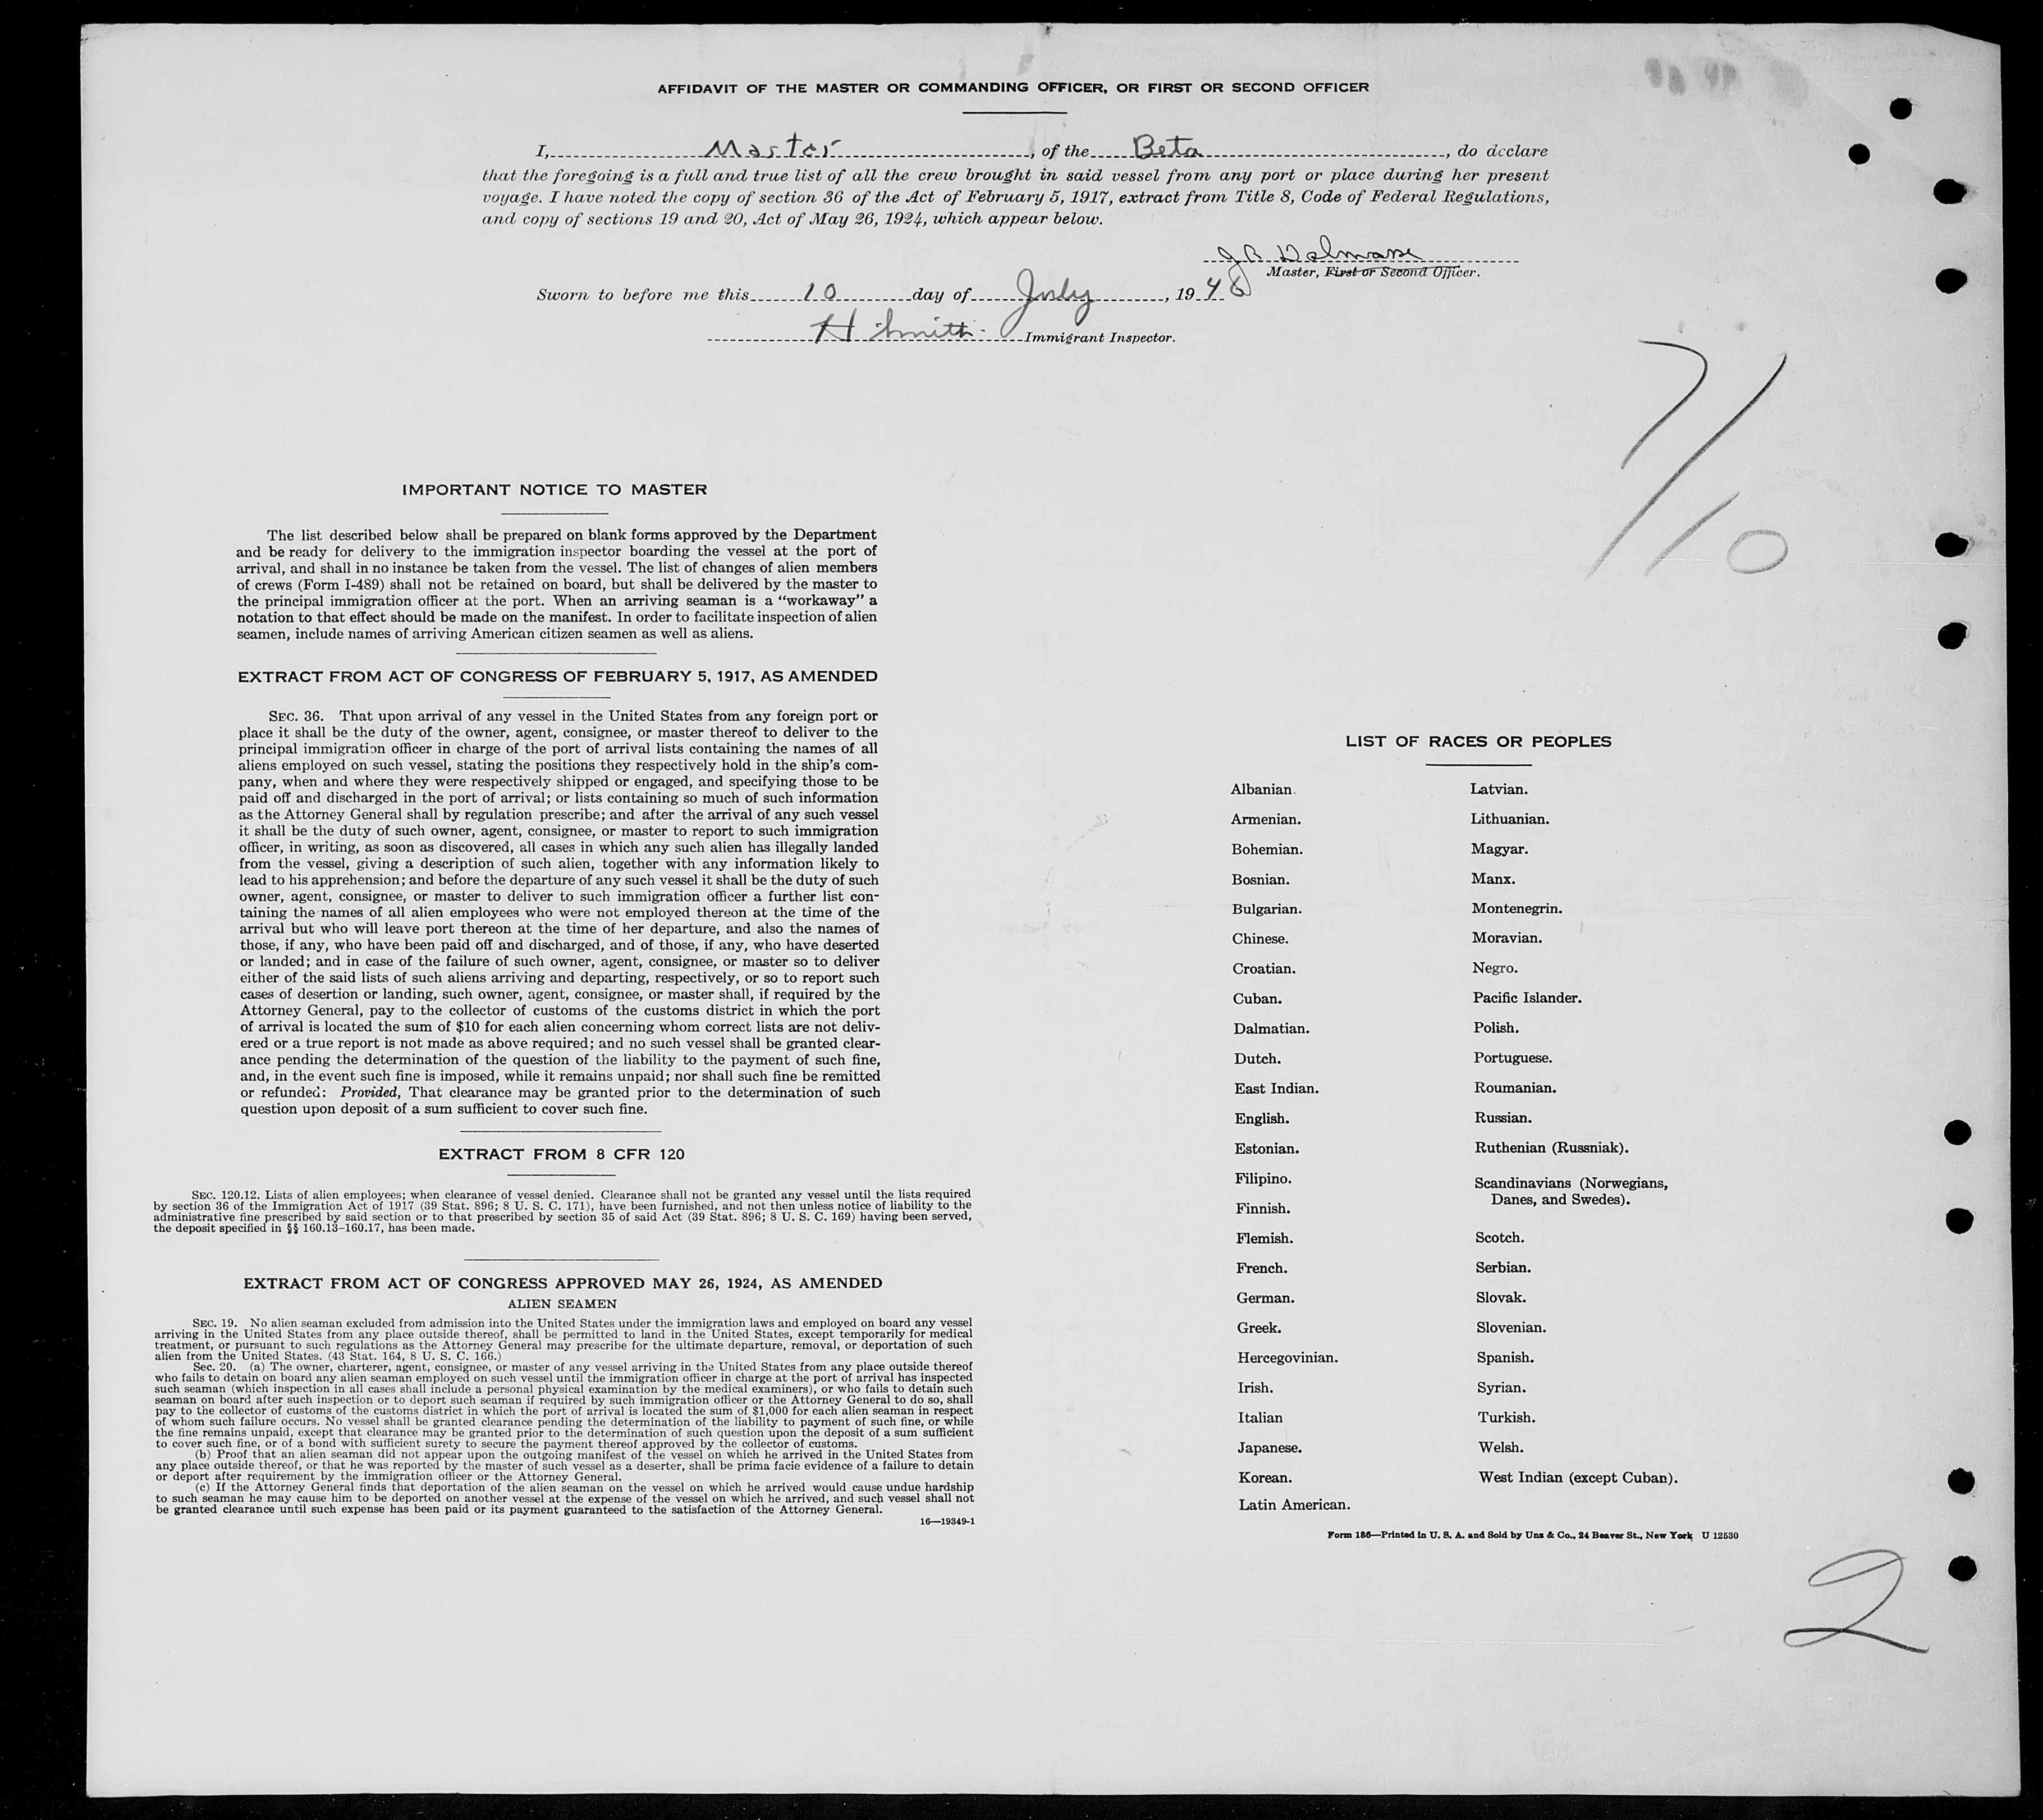 AFFIDAVIT OF THE MASTER OR COMMANDING OFFICER, OR FIRST OR SECOND OFFICER
I, Master, of the Beta, do declare
that the foregoing is a full and true list of all the crew brought in said vessel from any port or place during her present
voyage. I have noted the copy of section 36 of the Act of February 5, 1917, extract from Title 8, Code of Federal Regulations,
and copy of sections 19 and 20, Act of May 26, 1924, which appear below.
Master, First or Second Officer.
Sworn to before me this 10 day of July, 1948
H Smith Immigrant Inspector.
7/10
IMPORTANT NOTICE TO MASTER
The list described below shall be prepared on blank forms approved by the Department
and be ready for delivery to the immigration inspector boarding the vessel at the port of
arrival, and shall in no instance be taken from the vessel. The list of changes of alien members
of crews (Form I-489) shall not be retained on board, but shall be delivered by the master to
the principal immigration officer at the port. When an arriving seaman is a “workaway” a
notation to that effect should be made on the manifest. In order to facilitate inspection of alien
seamen, include names of arriving American citizen seamen as well as aliens.
EXTRACT FROM ACT OF CONGRESS OF FEBRUARY 5, 1917, AS AMENDED
SEC. 36. That upon arrival of any vessel in the United States from any foreign port or
place it shall be the duty of the owner, agent, consignee, or master thereof to deliver to the
principal immigration officer in charge of the port of arrival lists containing the names of all
aliens employed on such vessel, stating the positions they respectively hold in the ship's com-
pany, when and where they were respectively shipped or engaged, and specifying those to be
paid off and discharged in the port of arrival; or lists containing so much of such information
as the Attorney General shall by regulation prescribe; and after the arrival of any such vessel
it shall be the duty of such owner, agent, consignee, or master to report to such immigration
officer, in writing, as soon as discovered, all cases in which any such alien has illegally landed
from the vessel, giving a description of such alien, together with any information likely to
lead to his apprehension; and before the departure of any such vessel it shall be the duty of such
owner, agent, consignee, or master to deliver to such immigration officer a further list con-
taining the names of all alien employees who were not employed thereon at the time of the
arrival but who will leave port thereon at the time of her departure, and also the names of
those, if any, who have been paid off and discharged, and of those, if any, who have deserted
or landed; and in case of the failure of such owner, agent, consignee, or master so to deliver
either of the said lists of such aliens arriving and departing, respectively, or so to report such
cases of desertion or landing, such owner, agent, consignee, or master shall, if required by the
Attorney General, pay to the collector of customs of the customs district in which the port
of arrival is located the sum of $10 for each alien concerning whom correct lists are not deliv-
ered or a true report is not made as above required; and no such vessel shall be granted clear-
ance pending the determination of the question of the liability to the payment of such fine,
and, in the event such fine is imposed, while it remains unpaid; nor shall such fine be remitted
or refunded: Provided, That clearance may be granted prior to the determination of such
question upon deposit of a sum sufficient to cover such fine.
EXTRACT FROM 8 CFR 120
SEC. 120.12. Lists of alien employees; when clearance of vessel denied. Clearance shall not be granted any vessel until the lists required
by section 36 of the Immigration Act of 1917 (39 Stat. 896; 8 U. S. C. 171), have been furnished, and not then unless notice of liability to the
administrative fine prescribed by said section or to that prescribed by section 35 of said Act (39 Stat. 896; 8 U. S. C. 169) having been served,
the deposit specified in §§ 160.13–160.17, has been made.
EXTRACT FROM ACT OF CONGRESS APPROVED MAY 26, 1924, AS AMENDED
ALIEN SEAMEN
SEC. 19. No alien seaman excluded from admission into the United States under the immigration laws and employed on board any vessel
arriving in the United States from any place outside thereof, shall be permitted to land in the United States, except temporarily for medical
treatment, or pursuant to such regulations as the Attorney General may prescribe for the ultimate departure, removal, or deportation of such
alien from the United States. (43 Stat. 164, 8 U. S. C. 166.)
Sec. 20. (a) The owner, charterer, agent, consignee, or master of any vessel arriving in the United States from any place outside thereof
who fails to detain on board any alien seaman employed on such vessel until the immigration officer in charge at the port of arrival has inspected
such seaman (which inspection in all cases shall include a personal physical examination by the medical examiners), or who fails to detain such
seaman on board after such inspection or to deport such seaman if required by such immigration officer or the Attorney General to do so, shall
pay to the collector of customs of the customs district in which the port of arrival is located the sum of $1,000 for each alien seaman in respect
of whom such failure occurs. No vessel shall be granted clearance pending the determination of the liability to payment of such fine, or while
the fine remains unpaid, except that clearance may be granted prior to the determination of such question upon the deposit of a sum sufficient
to cover such fine, or of a bond with sufficient surety to secure the payment thereof approved by the collector of customs.
(b) Proof that an alien seaman did not appear upon the outgoing manifest of the vessel on which he arrived in the United States from
any place outside thereof, or that he was reported by the master of such vessel as a deserter, shall be prima facie evidence of a failure to detain
or deport after requirement by the immigration officer or the Attorney General.
(c) If the Attorney General finds that deportation of the alien seaman on the vessel on which he arrived would cause undue hardship
to such seaman he may cause him to be deported on another vessel at the expense of the vessel on which he arrived, and such vessel shall not
be granted clearance until such expense has been paid or its payment guaranteed to the satisfaction of the Attorney General.
16—19349-1
LIST OF RACES OR PEOPLES
Albanian.
Armenian.
Bohemian.
Bosnian.
Bulgarian.
Chinese.
Croatian.
Cuban.
Dalmatian.
Dutch.
East Indian.
English.
Estonian.
Filipino.
Finnish.
Flemish.
French.
German.
Greek.
Hercegovinian.
Irish.
Italian
Japanese.
Korean.
Latin American.
Latvian.
Lithuanian.
Magyar.
Manx.
Montenegrin.
Moravian.
Negro.
Pacific Islander.
Polish.
Portuguese.
Roumanian.
Russian.
Ruthenian (Russniak).
Scandinavians (Norwegians,
Danes, and Swedes).
Scotch.
Serbian.
Slovak.
Slovenian.
Spanish.
Syrian.
Turkish.
Welsh.
West Indian (except Cuban).
Form 186—Printed in U. S. A. and Sold by Unz & Co., 24 Beaver St., New York U 12530
2